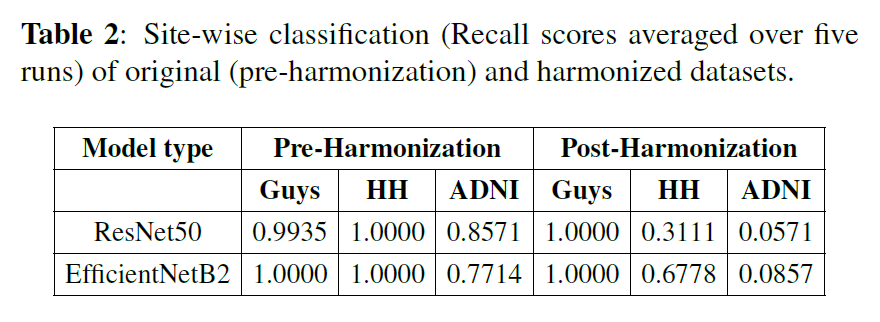 Table 2: Site-wise classification (Recall scores averaged over five
runs) of original (pre-harmonization) and harmonized datasets.
Model type Pre-Harmonization Post-Harmonization
Guys HH ADNI Guys HH ADNI
ResNet50 0.9935 1.0000 0.8571 1.0000 0.3111 0.0571
EfficientNetB2 1.0000 1.0000 0.7714 1.0000 0.6778 0.0857